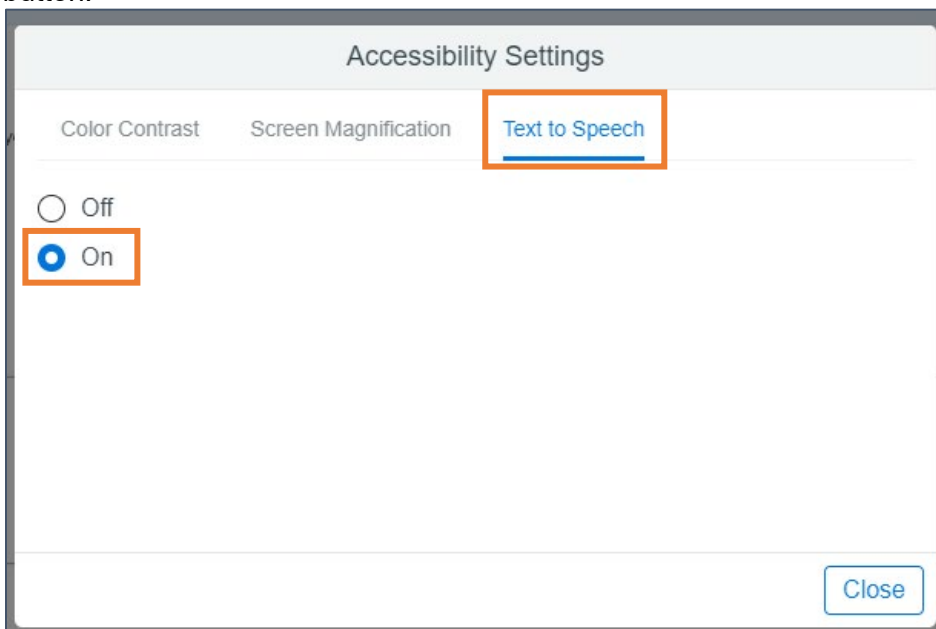 Accessibility Settings
Color Contrast Screen Magnification Text to Speech
Off
On
Close